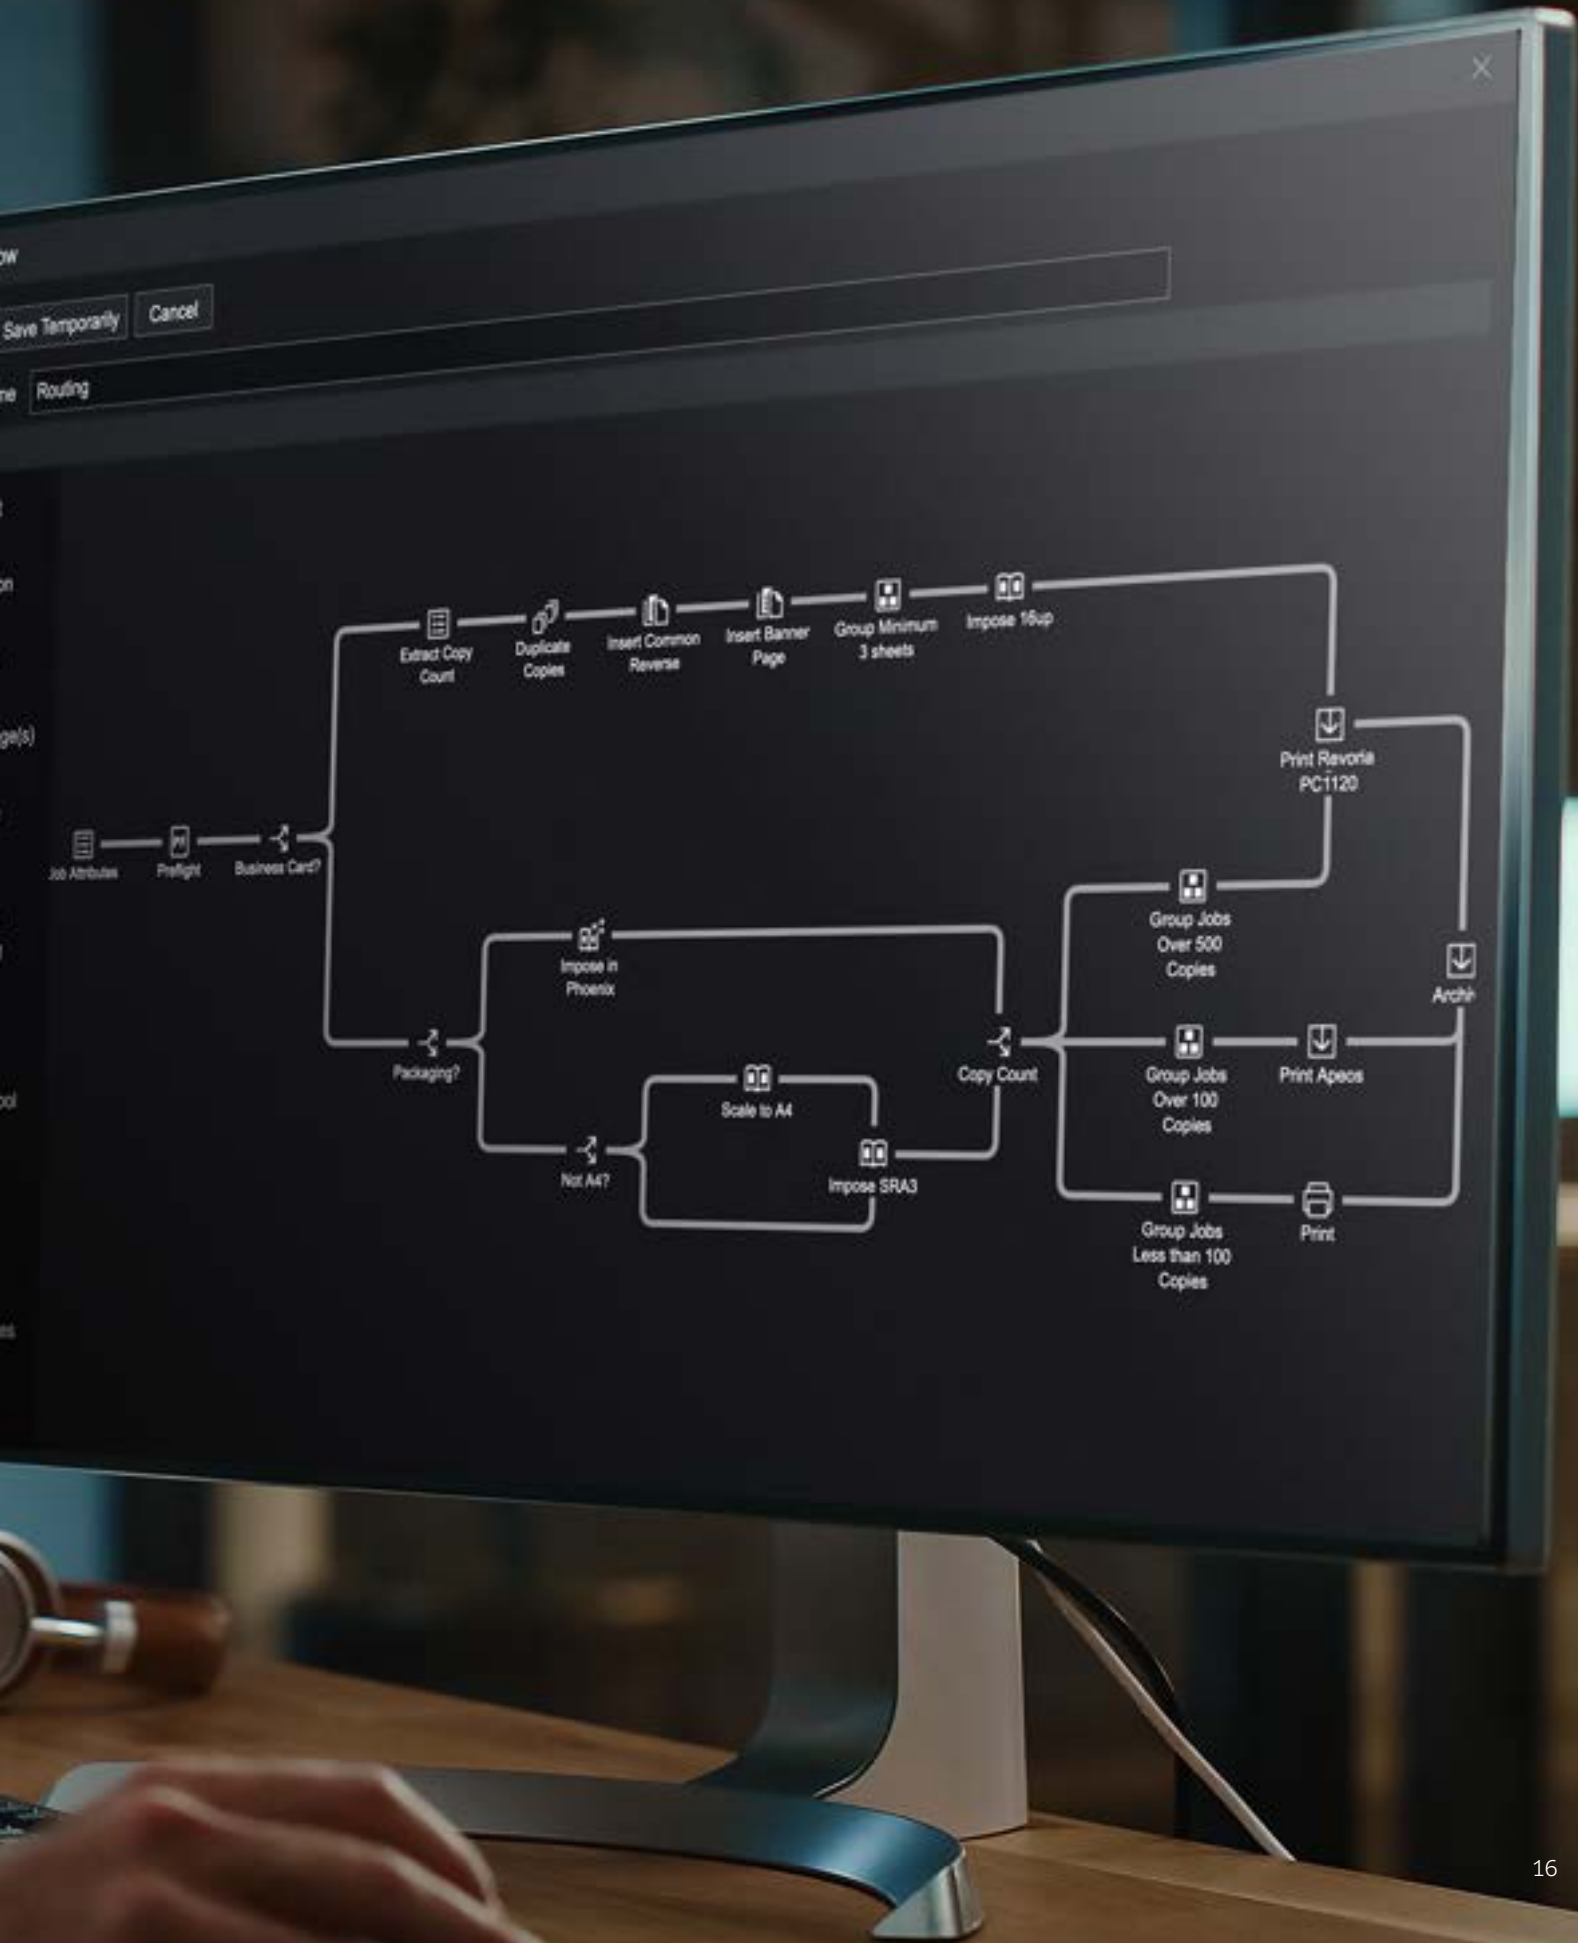 Save Temporarily
Cancel
Routing
Extract Copy
Count
Duplicate
Copies
Insert Common
Reverse
Insert Banner
Page
Group Minimum
3 sheets
Impose 16up
Print Revoria
PC1120
Job Attributes
Preflight
Business Card?
Group Jobs
Over 500
Copies
Impose in
Phoenix
Packaging?
Copy Count
Group Jobs
Over 100
Copies
Print Apeos
Scale to A4
Not A4?
Impose SRA3
Group Jobs
Less than 100
Copies
Print
16